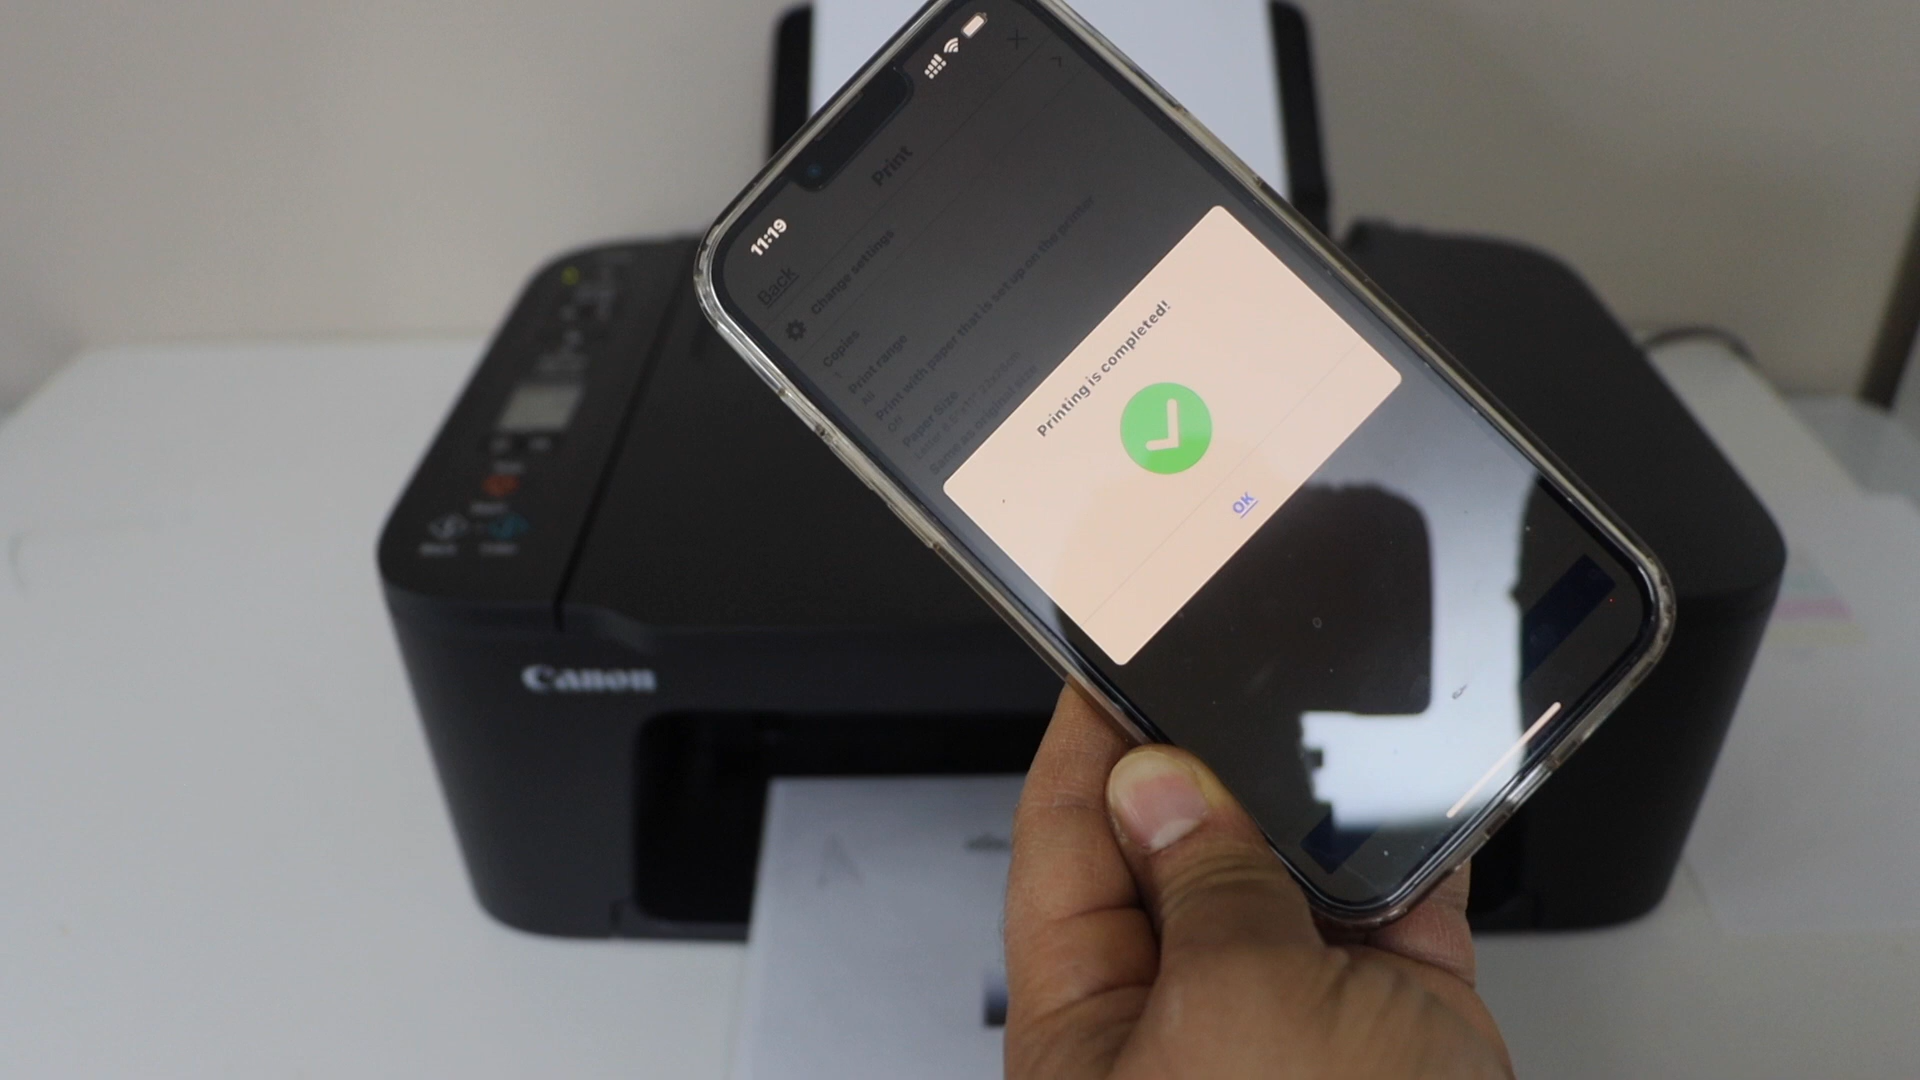 11:19
Back
Print
Change settings
Copies
1
Print range
All
Print with paper that is set up on the printer
Off
Paper Size
Same as original size
Printing is completed!
OK
Canon